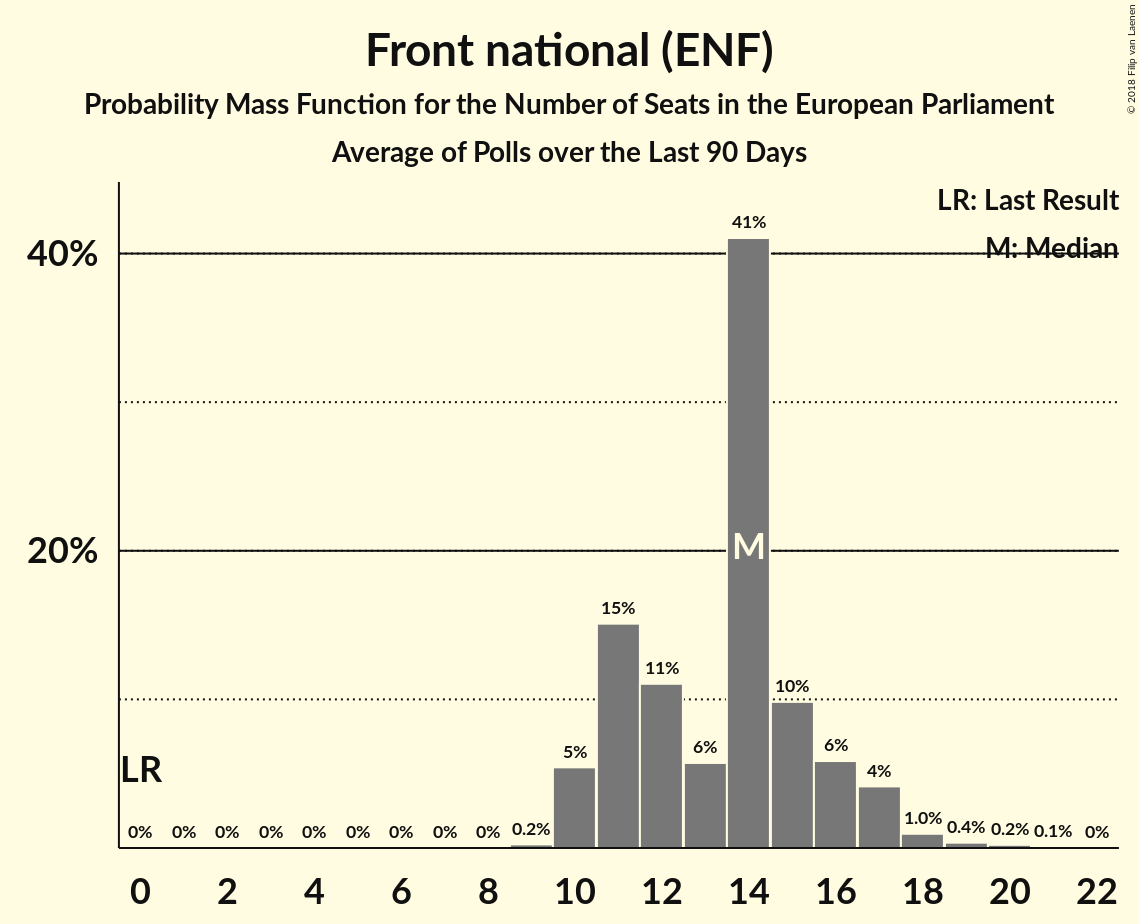 Front national (ENF)
Probability Mass Function for the Number of Seats in the European Parliament
Average of Polls over the Last 90 Days
© 2018 Filip van Laenen
LR: Last Result
M: Median
40%
20%
41%
M
15%
11%
10%
6%
6%
5%
4%
LR
0% 0% 0% 0% 0% 0% 0% 0% 0% 0.2% 1.0% 0.4% 0.2% 0.1% 0%
0 2 4 6 8 10 12 14 16 18 20 22